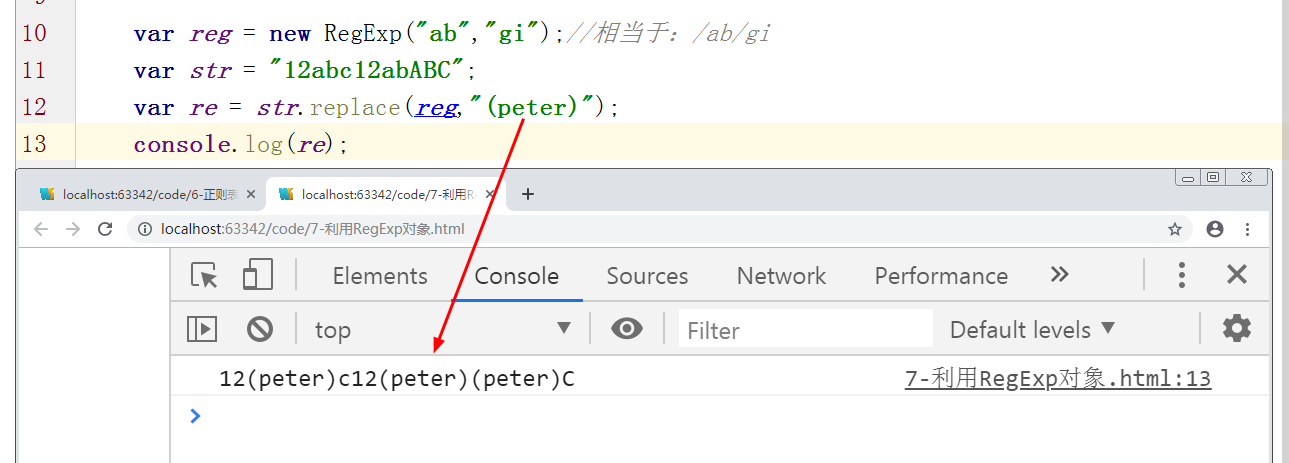 10 var reg = new RegExp("ab","gi");//相当于：/ab/gi
11 var str = "12abc12abABC";
12 var re = str.replace(reg,"(peter)");
13 console.log(re);
localhost:63342/code/6-正则表 localhost:63342/code/7-利用R
localhost:63342/code/7-利用RegExp对象.html
Elements Console Sources Network Performance
top Filter Default levels
12(peter)c12(peter)(peter)C 7-利用RegExp对象.html:13